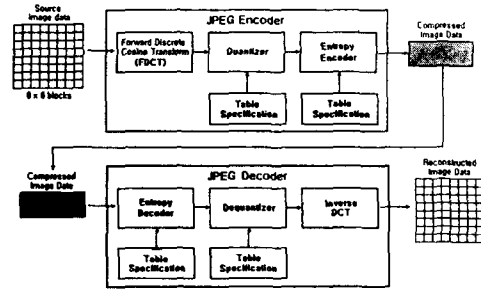 Source
Image data
8 x 8 blocks
JPEG Encoder
Forward Discrete
Cosine Transform
(FDCT)
Quantizer
Entropy
Encoder
Table
Specification
Table
Specification
Compressed
Image Data
Compressed
Image Data
JPEG Decoder
Entropy
Decoder
Dequantizer
Inverse
DCT
Table
Specification
Table
Specification
Reconstructed
Image Data